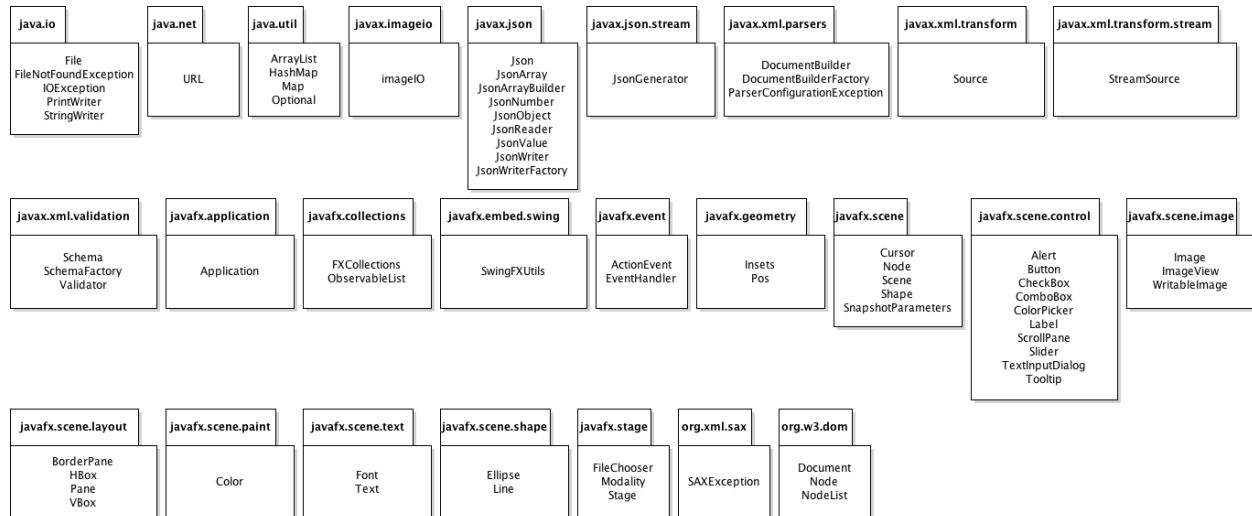 java.io
File
FileNotFoundException
IOException
PrintWriter
StringWriter
java.net
URL
java.util
ArrayList
HashMap
Map
Optional
javax.imageio
imageIO
javax.json
Json
JsonArray
JsonArrayBuilder
JsonNumber
JsonObject
JsonReader
JsonValue
JsonWriter
JsonWriterFactory
javax.json.stream
JsonGenerator
javax.xml.parsers
DocumentBuilder
DocumentBuilderFactory
ParserConfigurationException
javax.xml.transform
Source
javax.xml.transform.stream
StreamSource
javax.xml.validation
Schema
SchemaFactory
Validator
javafx.application
Application
javafx.collections
FXCollections
ObservableList
javafx.embed.swing
SwingFXUtils
javafx.event
ActionEvent
EventHandler
javafx.geometry
Insets
Pos
javafx.scene
Cursor
Node
Scene
Shape
SnapshotParameters
javafx.scene.control
Alert
Button
CheckBox
ComboBox
ColorPicker
Label
ScrollPane
Slider
TextInputDialog
Tooltip
javafx.scene.image
Image
ImageView
WritableImage
javafx.scene.layout
BorderPane
HBox
Pane
VBox
javafx.scene.paint
Color
javafx.scene.text
Font
Text
javafx.scene.shape
Ellipse
Line
javafx.stage
FileChooser
Modality
Stage
org.xml.sax
SAXException
org.w3.dom
Document
Node
NodeList